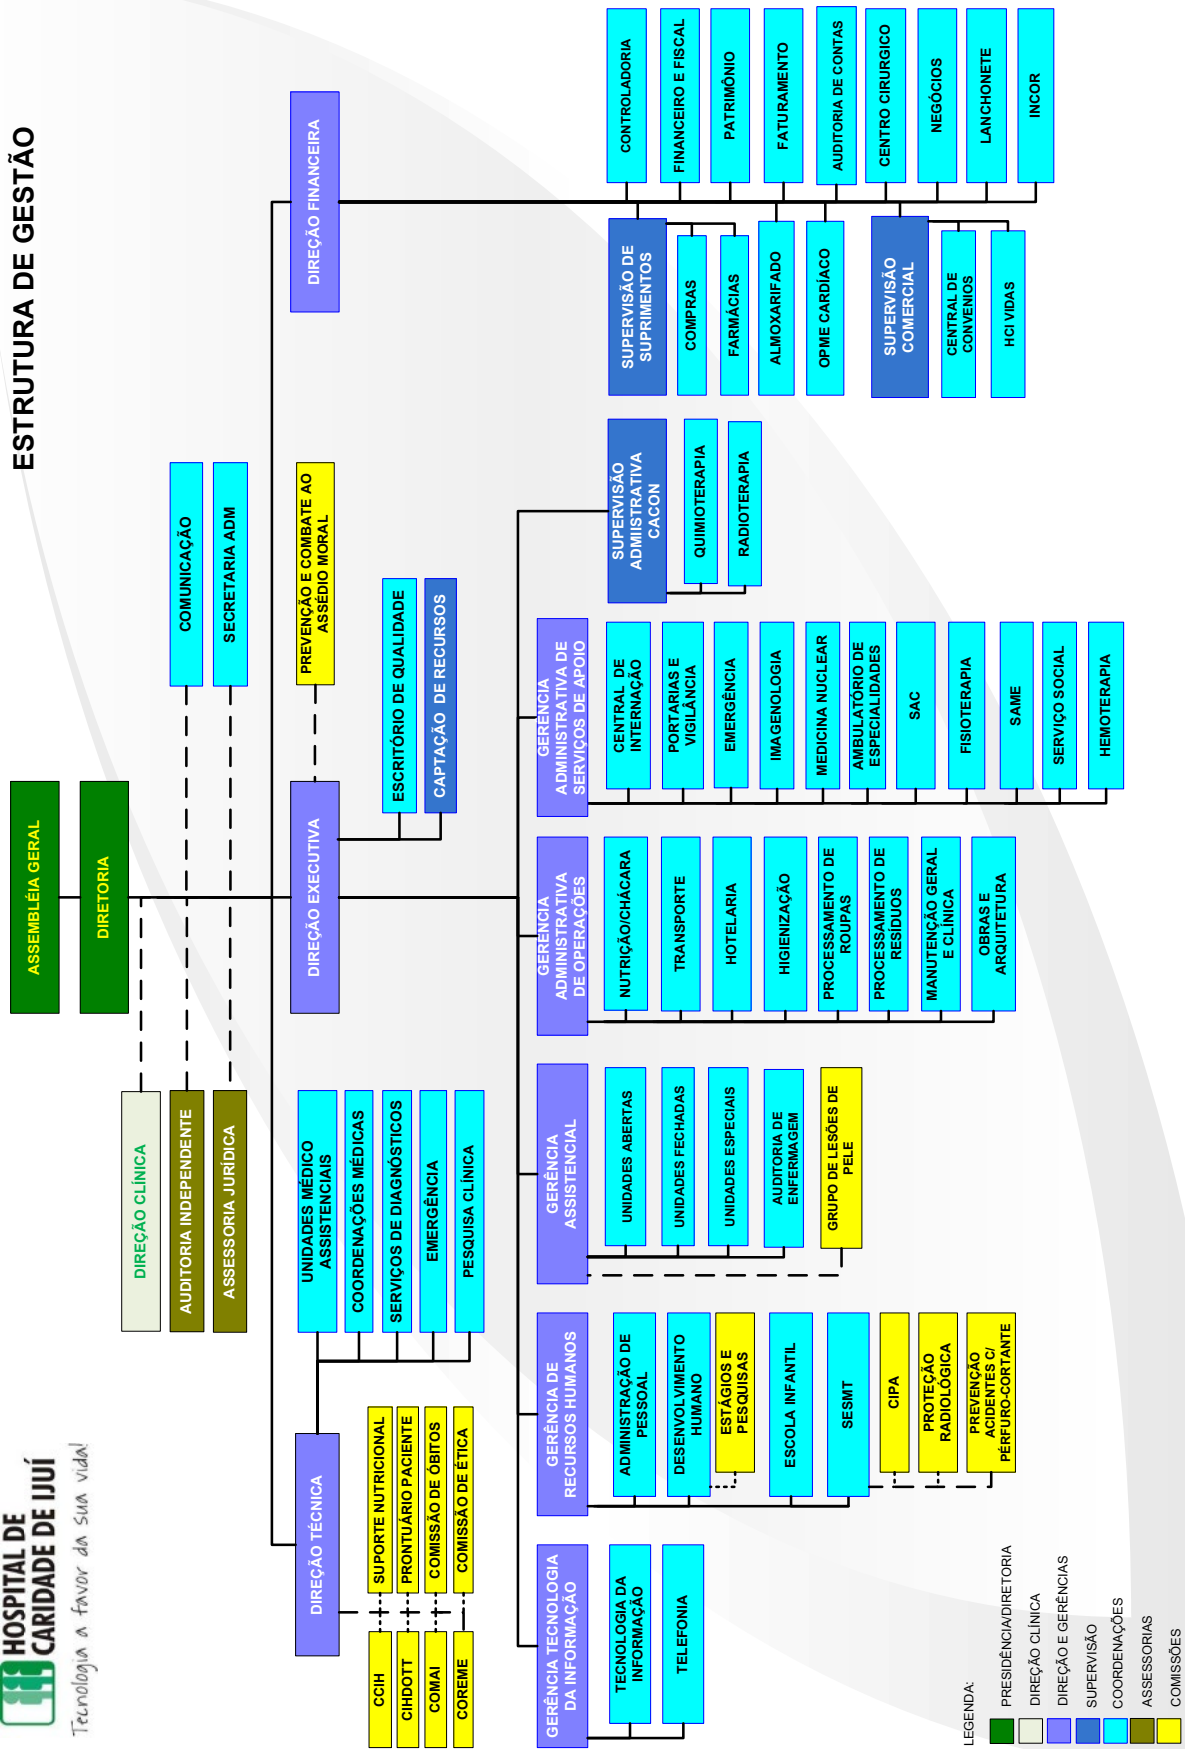 HOSPITAL DE
CARIDADE DE IJUÍ
Tecnologia a favor da sua vida!
ESTRUTURA DE GESTÃO
ASSEMBLÉIA GERAL
DIRETORIA
DIREÇÃO CLÍNICA
AUDITORIA INDEPENDENTE
COMUNICAÇÃO
ASSESSORIA JURÍDICA
SECRETARIA ADM
DIREÇÃO TÉCNICA
DIREÇÃO EXECUTIVA
PREVENÇÃO E COMBATE AO
ASSÉDIO MORAL
DIREÇÃO FINANCEIRA
UNIDADES MÉDICO
ASSISTENCIAIS
COORDENAÇÕES MÉDICAS
SERVIÇOS DE DIAGNÓSTICOS
EMERGÊNCIA
PESQUISA CLÍNICA
CCIH
SUPORTE NUTRICIONAL
CIHDOTT
PRONTUÁRIO PACIENTE
COMAI
COMISSÃO DE ÓBITOS
COREME
COMISSÃO DE ÉTICA
ESCRITÓRIO DE QUALIDADE
CAPTAÇÃO  DE RECURSOS
GERÊNCIA TECNOLOGIA
DA INFORMAÇÃO
TECNOLOGIA DA
INFORMAÇÃO
TELEFONIA
GERÊNCIA DE
RECURSOS HUMANOS
ADMINISTRAÇÃO DE
PESSOAL
DESENVOLVIMENTO
HUMANO
ESTÁGIOS E
PESQUISAS
ESCOLA INFANTIL
SESMT
CIPA
PROTEÇÃO
RADIOLÓGICA
PREVENÇÃO
ACIDENTES C/
PÉRFURO-CORTANTE
GERÊNCIA
ASSISTENCIAL
UNIDADES ABERTAS
UNIDADES FECHADAS
UNIDADES ESPECIAIS
AUDITORIA DE
ENFERMAGEM
GRUPO DE LESÕES DE
PELE
GERÊNCIA
ADMINISTRATIVA
DE OPERAÇÕES
NUTRIÇÃO/CHÁCARA
TRANSPORTE
HOTELARIA
HIGIENIZAÇÃO
PROCESSAMENTO DE
ROUPAS
PROCESSAMENTO DE
RESÍDUOS
MANUTENÇÃO GERAL
E CLÍNICA
OBRAS E
ARQUITETURA
GERÊNCIA
ADMINISTRATIVA DE
SERVIÇOS DE APOIO
CENTRAL DE
INTERNAÇÃO
PORTARIAS E
VIGILÂNCIA
EMERGÊNCIA
IMAGENOLOGIA
MEDICINA NUCLEAR
AMBULATÓRIO DE
ESPECIALIDADES
SAC
FISIOTERAPIA
SAME
SERVIÇO SOCIAL
HEMOTERAPIA
SUPERVISÃO
ADMIISTRATIVA
CACON
QUIMIOTERAPIA
RADIOTERAPIA
SUPERVISÃO DE
SUPRIMENTOS
COMPRAS
FARMÁCIAS
ALMOXARIFADO
OPME CARDÍACO
SUPERVISÃO
COMERCIAL
CENTRAL DE
CONVENIOS
HCI VIDAS
CONTROLADORIA
FINANCEIRO E FISCAL
PATRIMÔNIO
FATURAMENTO
AUDITORIA DE CONTAS
CENTRO CIRURGICO
NEGÓCIOS
LANCHONETE
INCOR
LEGENDA:
PRESIDÊNCIA/DIRETORIA
DIREÇÃO CLÍNICA
DIREÇÃO E GERÊNCIAS
SUPERVISÃO
COORDENAÇÕES
ASSESSORIAS
COMISSÕES